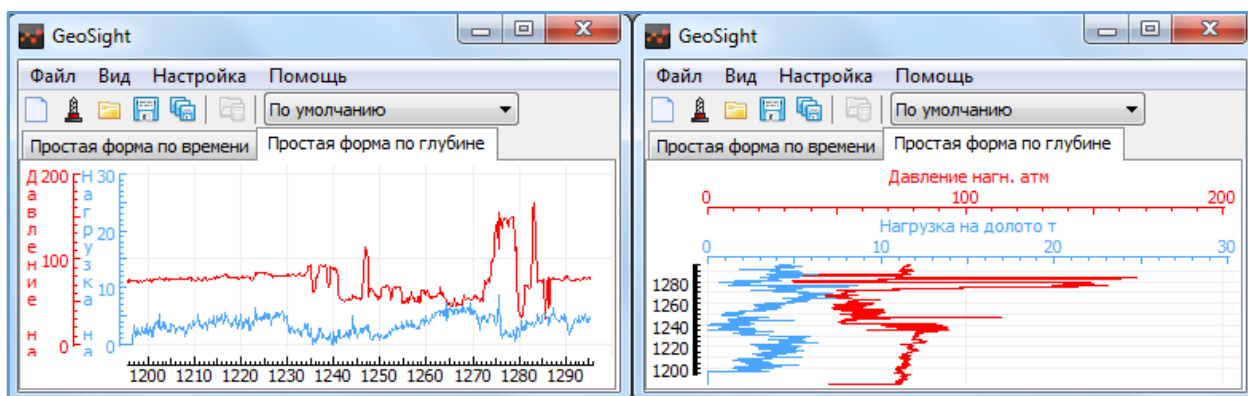 GeoSight
Файл Вид Настройка Помощь
По умолчанию
Простая форма по времени Простая форма по глубине
Давление на
Нагрузка на
200
100
0
30
20
10
0
1200 1210 1220 1230 1240 1250 1260 1270 1280 1290
GeoSight
Файл Вид Настройка Помощь
По умолчанию
Простая форма по времени Простая форма по глубине
Давление нагн. атм
0 100 200
Нагрузка на долото т
0 10 20 30
1280
1260
1240
1220
1200